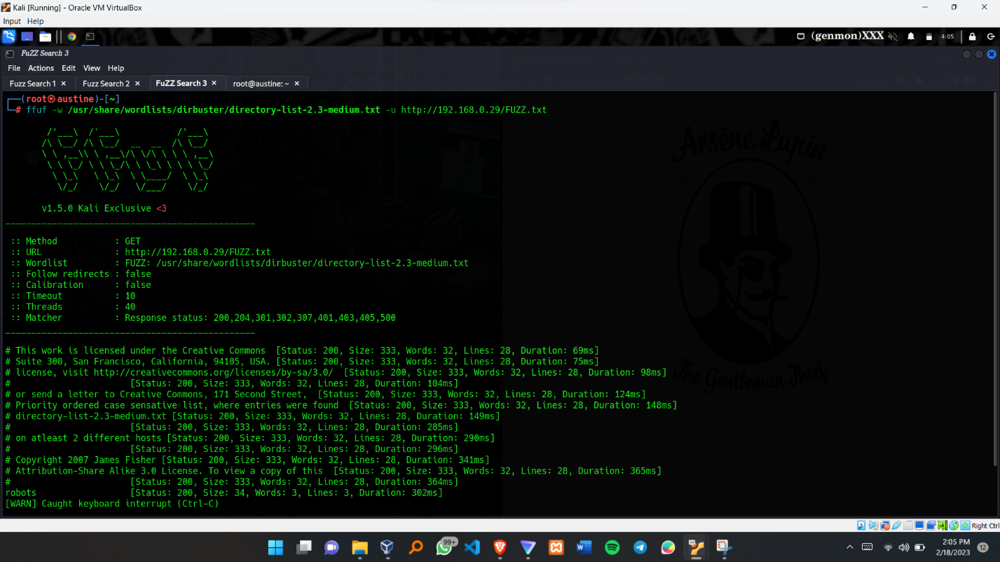 Kali [Running] - Oracle VM VirtualBox
Input Help
(genmon)XXX 4:05
FuZZ Search 3
File Actions Edit View Help
Fuzz Search 1 × Fuzz Search 2 × FuZZ Search 3 × root@austine: ~ ×
┌──(root㉿austine)-[~]
└─# ffuf -w /usr/share/wordlists/dirbuster/directory-list-2.3-medium.txt -u http://192.168.0.29/FUZZ.txt
/'___\  /'___\           /'___\
/\ \__/ /\ \__/  __  __  /\ \__/
\ \ ,__\\ \ ,__\/\ \/\ \ \ \ ,__\
\ \ \_/ \ \ \_/\ \ \_\ \ \ \ \_/
\ \_\   \ \_\  \ \____/  \ \_\
\/_/    \/_/   \/___/    \/_/
v1.5.0 Kali Exclusive <3
________________________________________________
:: Method : GET
:: URL : http://192.168.0.29/FUZZ.txt
:: Wordlist : FUZZ: /usr/share/wordlists/dirbuster/directory-list-2.3-medium.txt
:: Follow redirects : false
:: Calibration : false
:: Timeout : 10
:: Threads : 40
:: Matcher : Response status: 200,204,301,302,307,401,403,405,500
________________________________________________
# This work is licensed under the Creative Commons [Status: 200, Size: 333, Words: 32, Lines: 28, Duration: 69ms]
# Suite 300, San Francisco, California, 94105, USA. [Status: 200, Size: 333, Words: 32, Lines: 28, Duration: 75ms]
# license, visit http://creativecommons.org/licenses/by-sa/3.0/ [Status: 200, Size: 333, Words: 32, Lines: 28, Duration: 98ms]
# [Status: 200, Size: 333, Words: 32, Lines: 28, Duration: 104ms]
# or send a letter to Creative Commons, 171 Second Street, [Status: 200, Size: 333, Words: 32, Lines: 28, Duration: 124ms]
# Priority ordered case sensative list, where entries were found [Status: 200, Size: 333, Words: 32, Lines: 28, Duration: 148ms]
# directory-list-2.3-medium.txt [Status: 200, Size: 333, Words: 32, Lines: 28, Duration: 149ms]
# [Status: 200, Size: 333, Words: 32, Lines: 28, Duration: 285ms]
# on atleast 2 different hosts [Status: 200, Size: 333, Words: 32, Lines: 28, Duration: 290ms]
# [Status: 200, Size: 333, Words: 32, Lines: 28, Duration: 296ms]
# Copyright 2007 James Fisher [Status: 200, Size: 333, Words: 32, Lines: 28, Duration: 341ms]
# Attribution-Share Alike 3.0 License. To view a copy of this [Status: 200, Size: 333, Words: 32, Lines: 28, Duration: 365ms]
# [Status: 200, Size: 333, Words: 32, Lines: 28, Duration: 364ms]
robots [Status: 200, Size: 34, Words: 3, Lines: 3, Duration: 302ms]
[WARN] Caught keyboard interrupt (Ctrl-C)
Arsène Lupin
The Gentleman Thief
Right Ctrl
99+
2:05 PM
2/18/2023
12